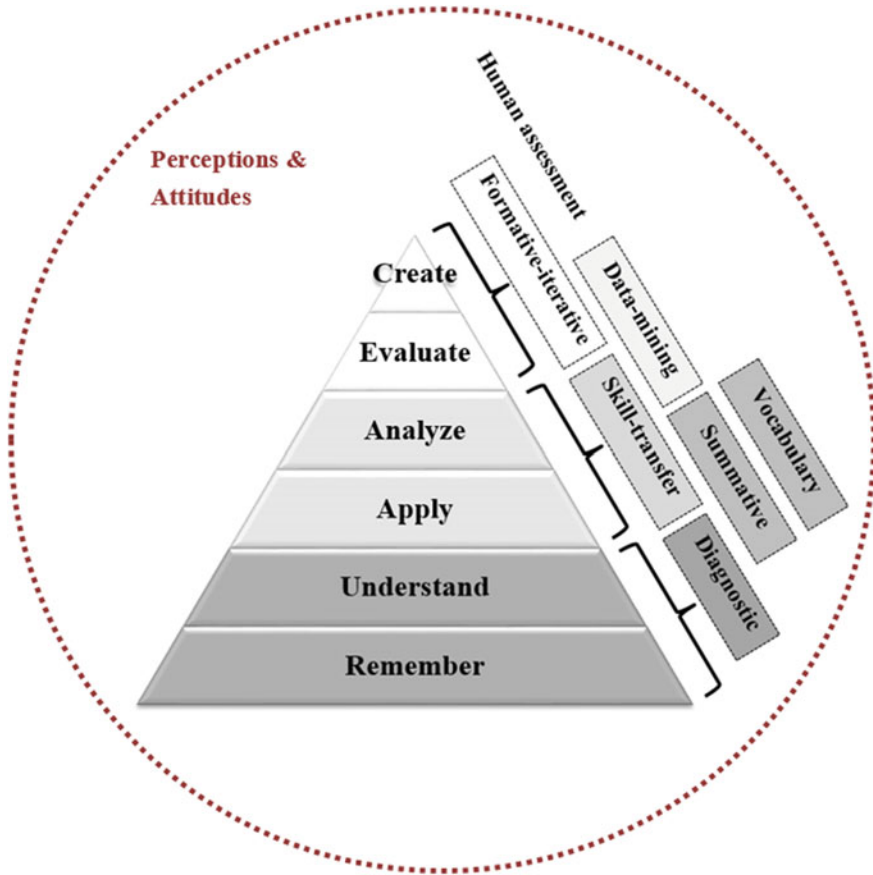 Human assessment
Perceptions &
Attitudes
Formative-iterative
Data-mining
Create
Evaluate
Skill-transfer
Vocabulary
Analyze
Summative
Apply
Diagnostic
Understand
Remember